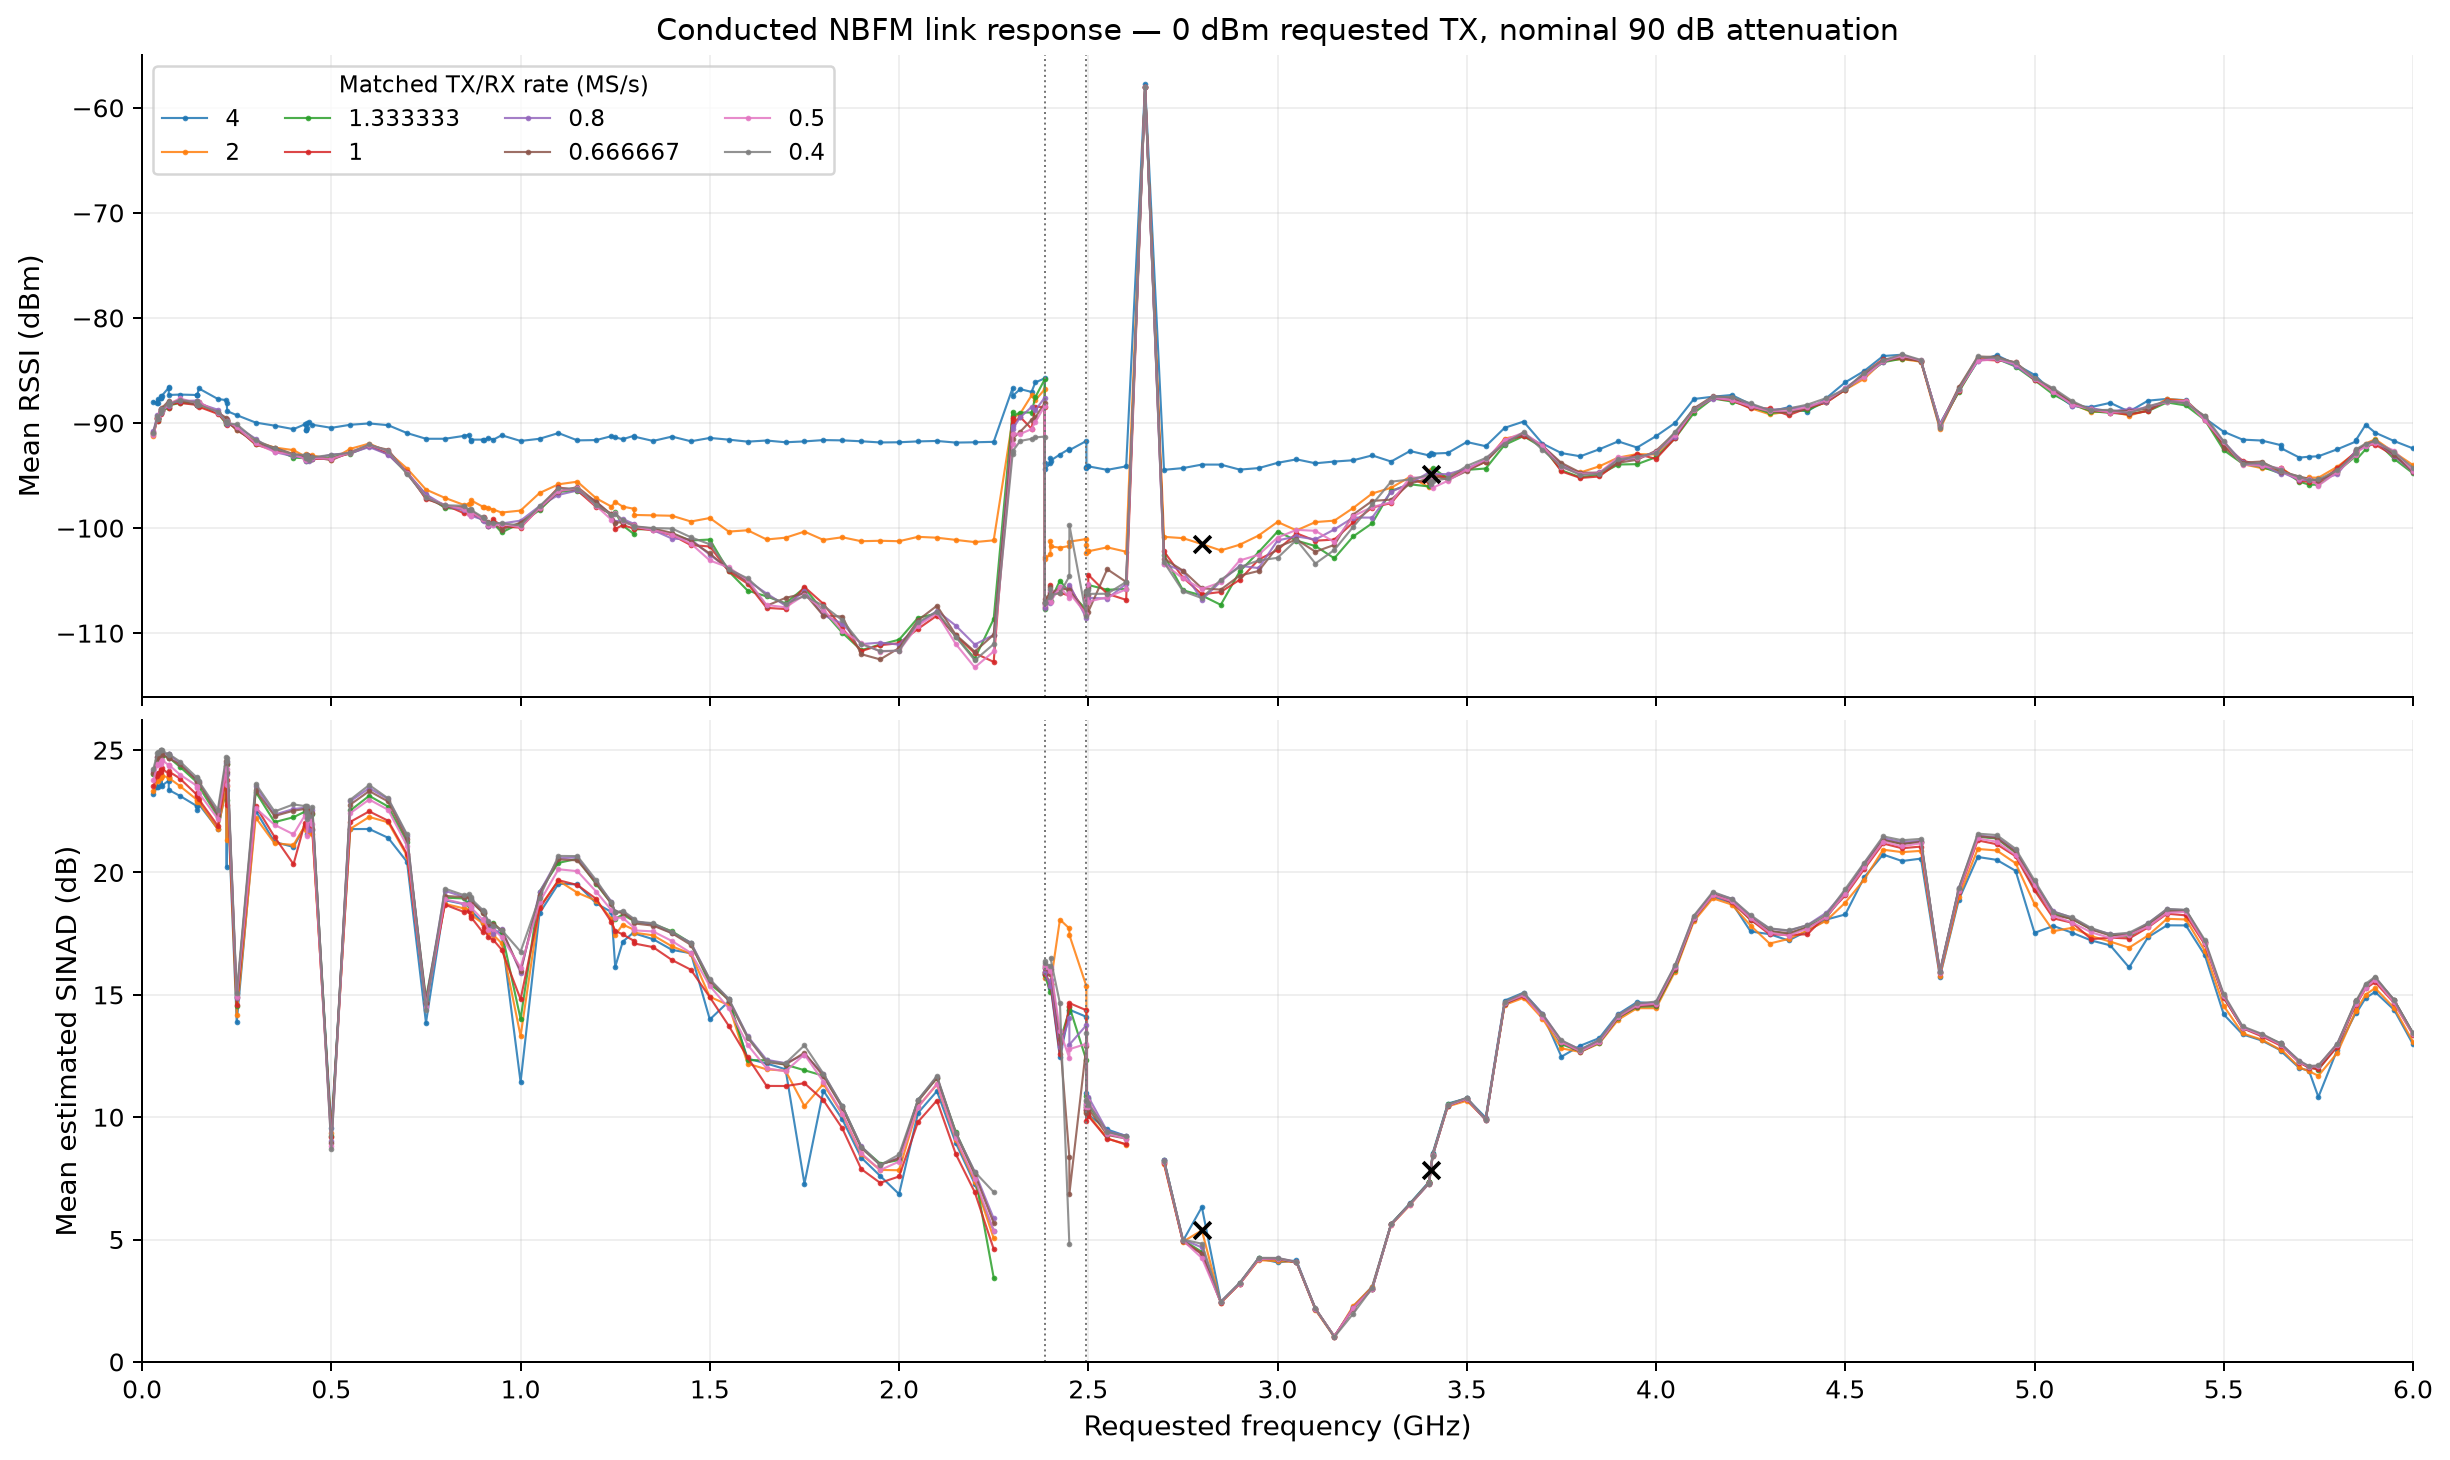 Conducted NBFM link response — 0 dBm requested TX, nominal 90 dB attenuation
Matched TX/RX rate (MS/s)
4 1.333333 0.8 0.5
2 1 0.666667 0.4
Mean RSSI (dBm)
−60
−70
−80
−90
−100
−110
Mean estimated SINAD (dB)
25
20
15
10
5
0
0.0 0.5 1.0 1.5 2.0 2.5 3.0 3.5 4.0 4.5 5.0 5.5 6.0
Requested frequency (GHz)